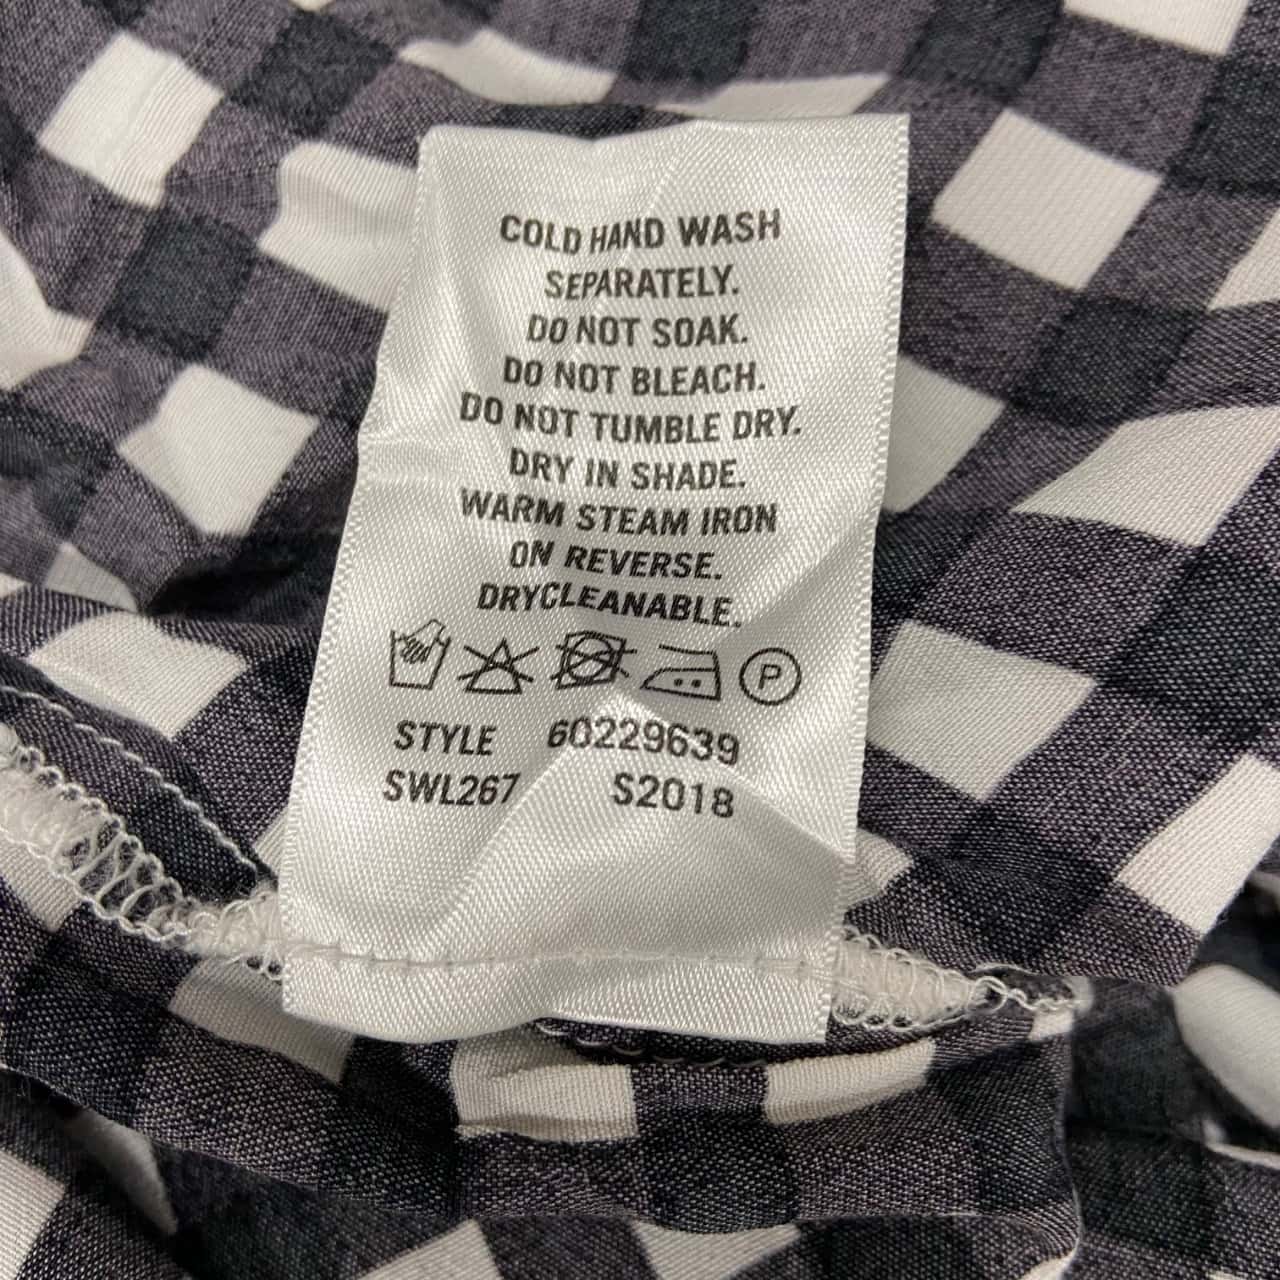 COLD HAND WASH
SEPARATELY.
DO NOT SOAK.
DO NOT BLEACH.
DO NOT TUMBLE DRY.
DRY IN SHADE.
WARM STEAM IRON
ON REVERSE.
DRYCLEANABLE.
P
STYLE 60229639
SWL267 S2018